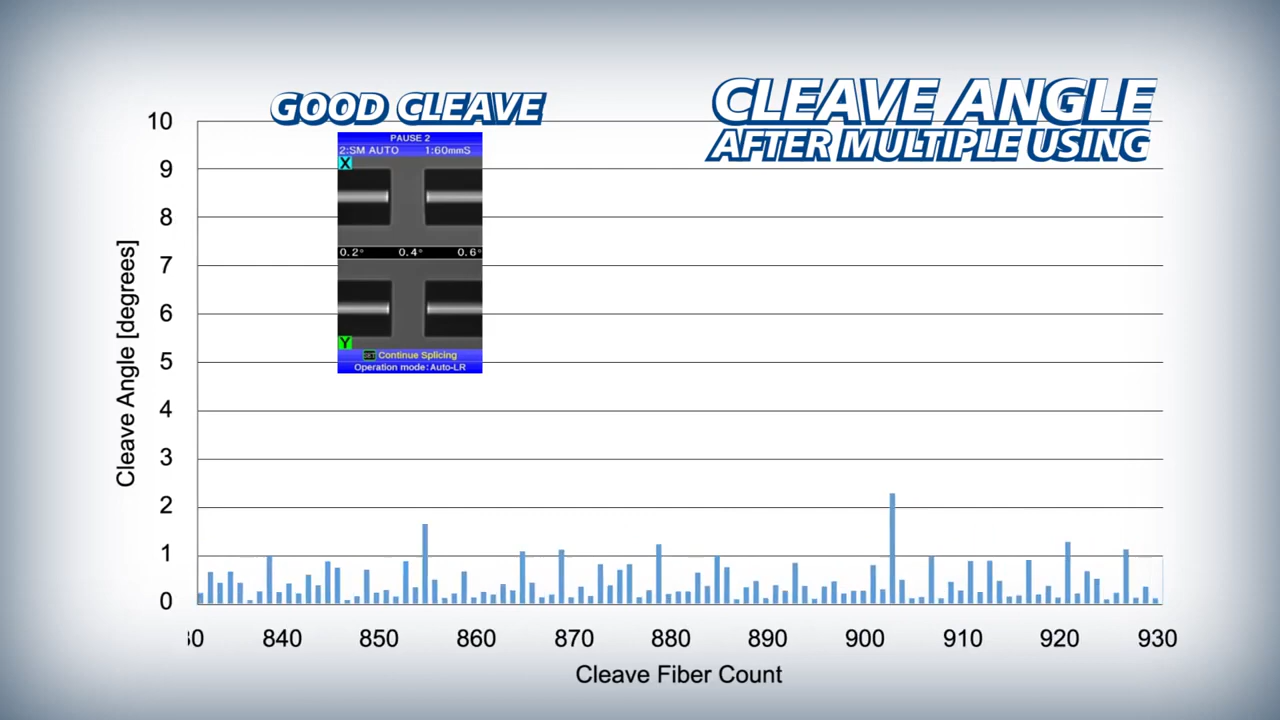 GOOD CLEAVE
CLEAVE ANGLE
AFTER MULTIPLE USING
PAUSE 2
2:SM AUTO 1:60mmS
X
0.2° 0.4° 0.6°
Y
SET Continue Splicing
Operation mode:Auto-LR
Cleave Angle [degrees]
10
9
8
7
6
5
4
3
2
1
0
30 840 850 860 870 880 890 900 910 920 930
Cleave Fiber Count